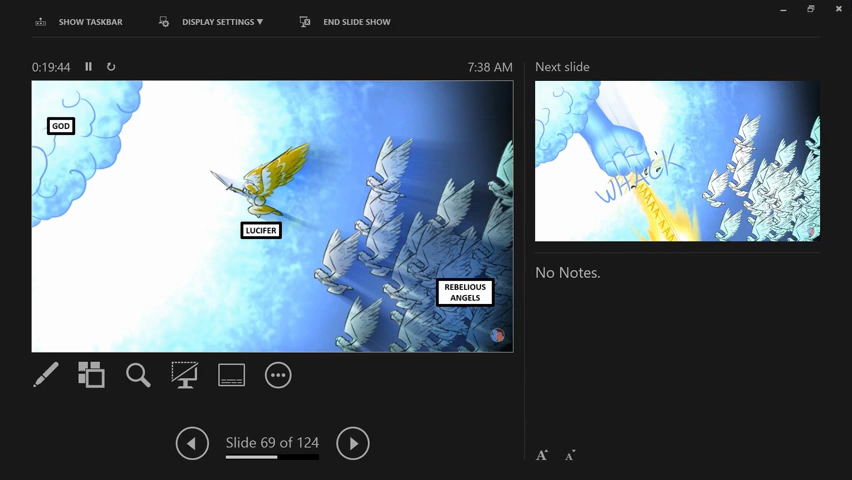 SHOW TASKBAR
DISPLAY SETTINGS ▼
END SLIDE SHOW
0:19:44
7:38 AM
Next slide
GOD
LUCIFER
REBELIOUS
ANGELS
WHACK
No Notes.
Slide 69 of 124
A
A